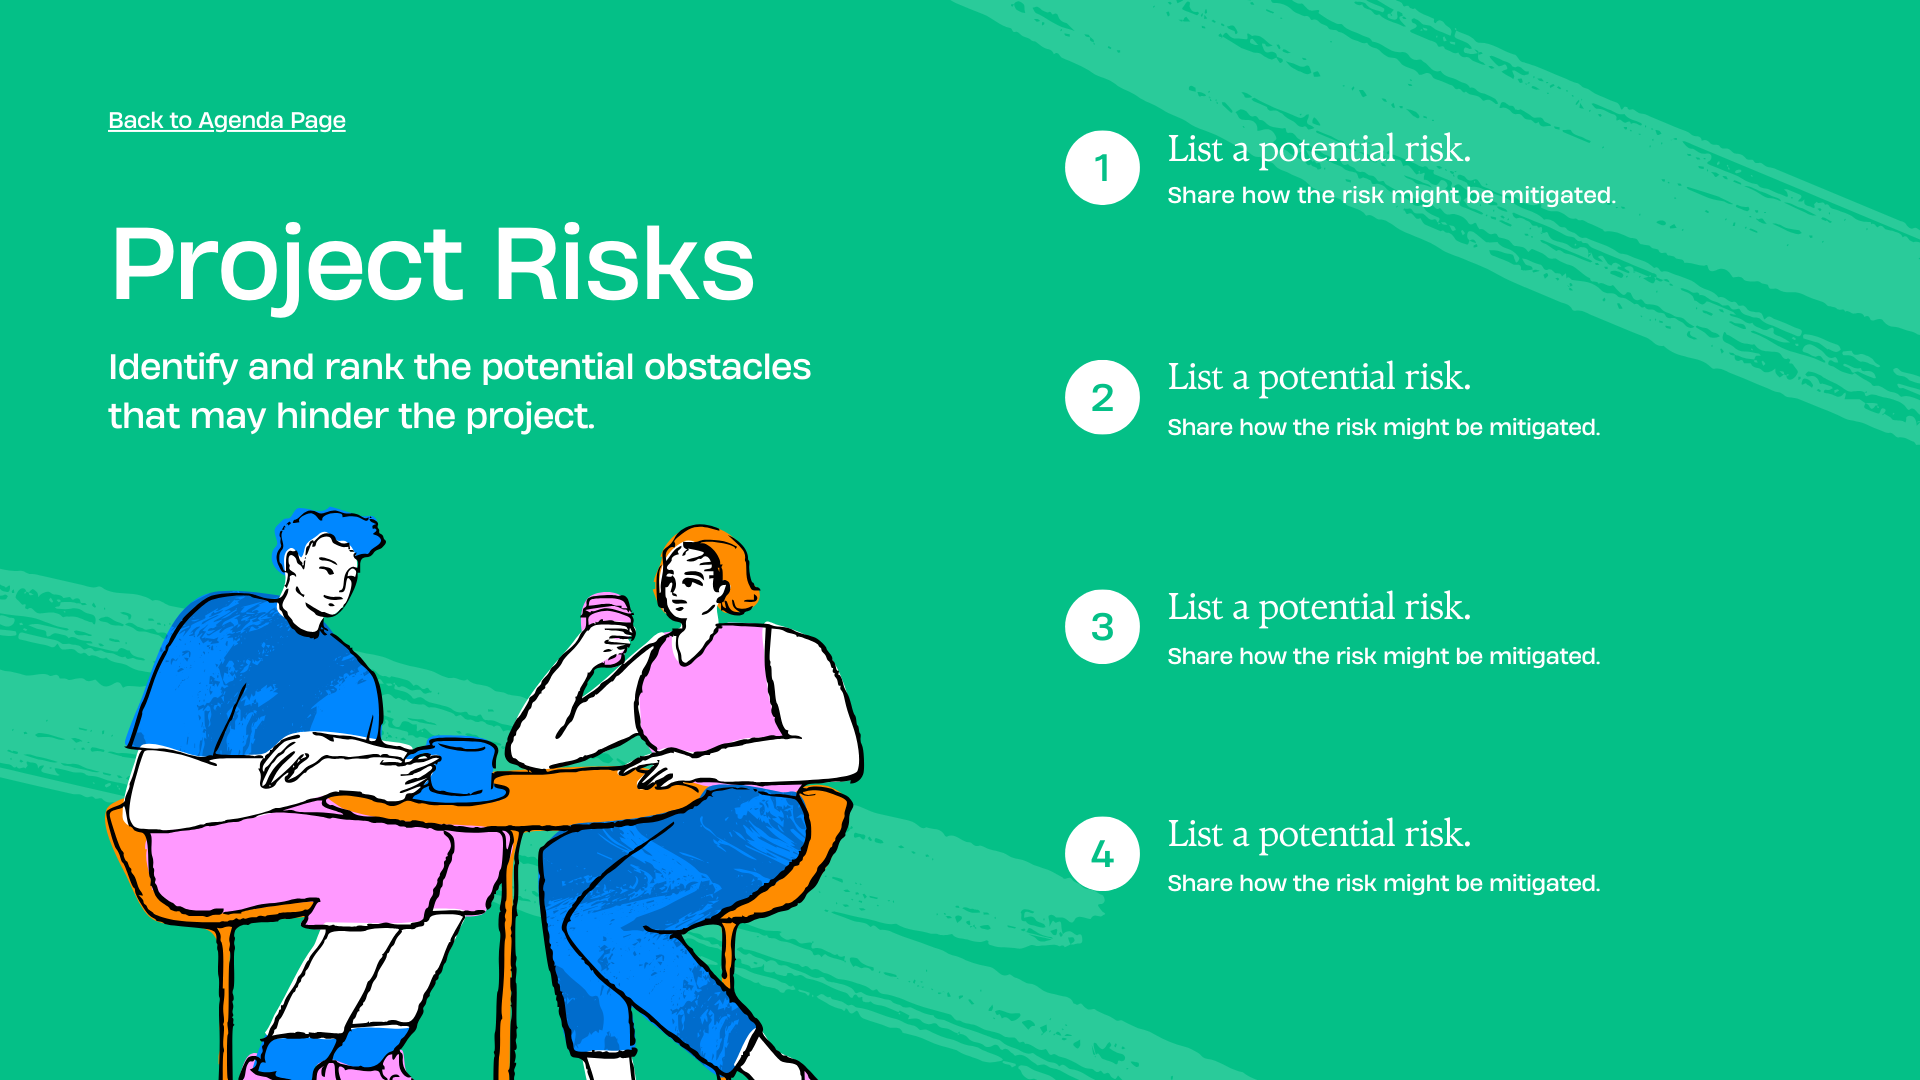 Back to Agenda Page
Project Risks
Identify and rank the potential obstacles
that may hinder the project.
1
List a potential risk.
Share how the risk might be mitigated.
2
List a potential risk.
Share how the risk might be mitigated.
3
List a potential risk.
Share how the risk might be mitigated.
4
List a potential risk.
Share how the risk might be mitigated.